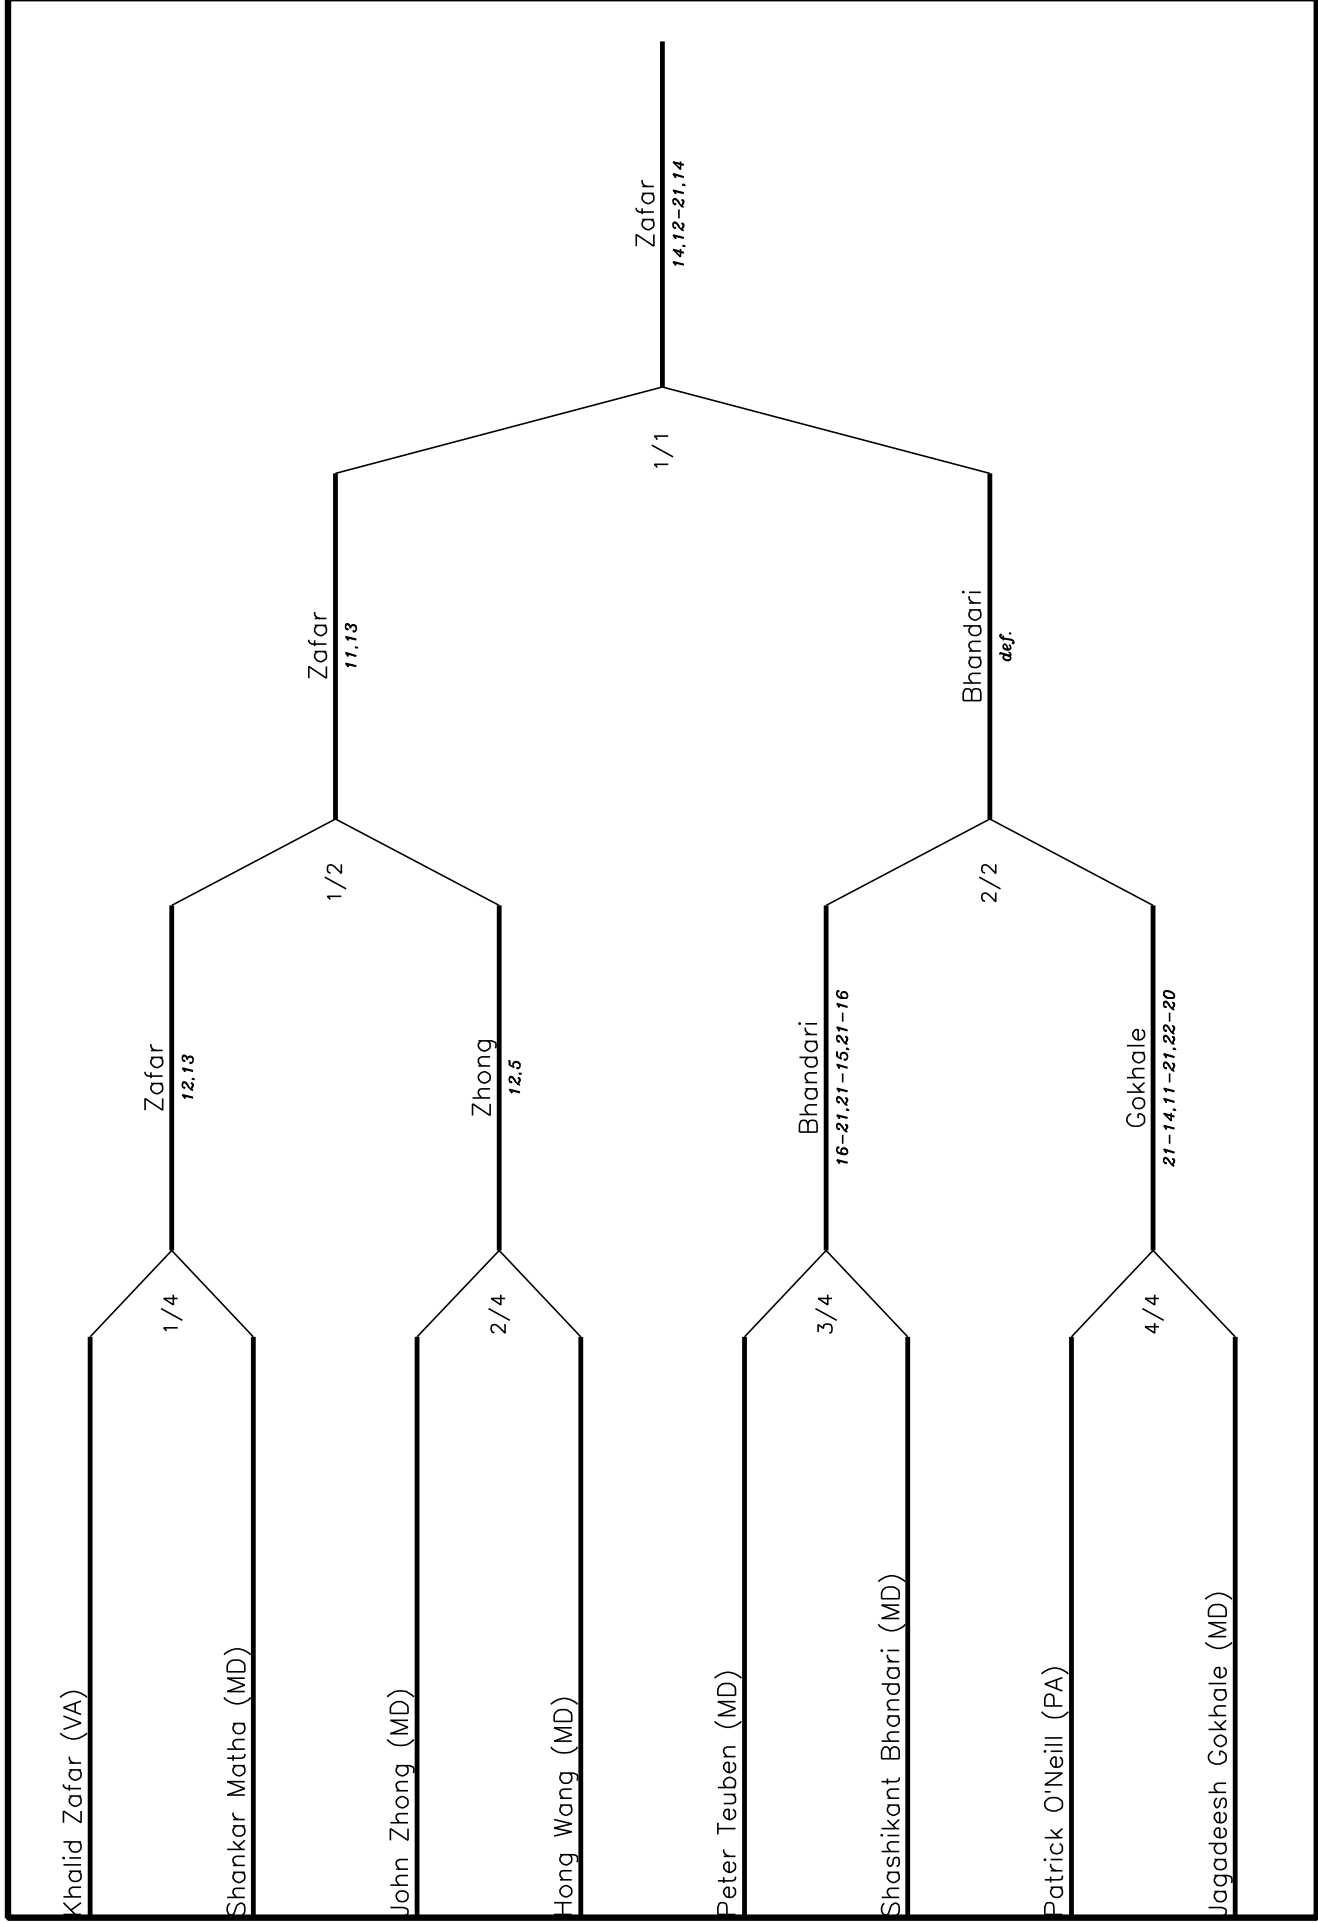 Khalid Zafar (VA)
Shankar Matha (MD)
John Zhong (MD)
Hong Wang (MD)
Peter Teuben (MD)
Shashikant Bhandari (MD)
Patrick O'Neill (PA)
Jagadeesh Gokhale (MD)
1/4
2/4
3/4
4/4
Zafar
12,13
Zhong
12,5
Bhandari
16-21,21-15,21-16
Gokhale
21-14,11-21,22-20
1/2
2/2
Zafar
11,13
Bhandari
def.
1/1
Zafar
14,12-21,14